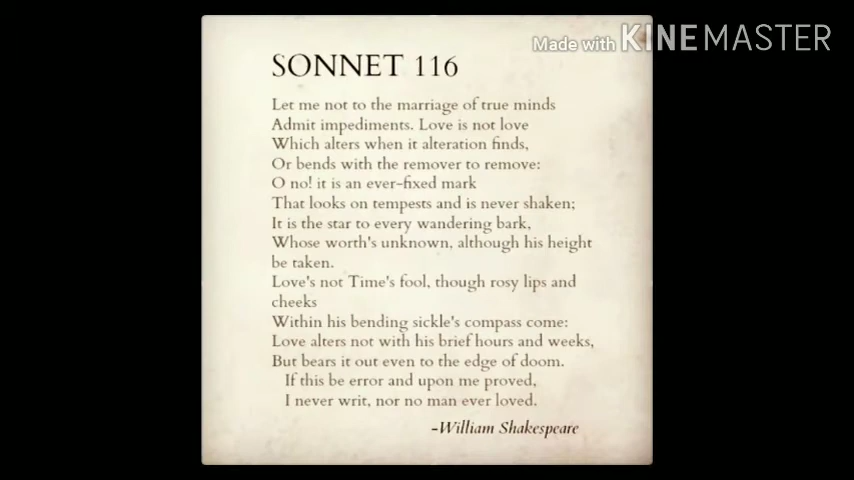 Made with KINEMASTER
SONNET 116
Let me not to the marriage of true minds
Admit impediments. Love is not love
Which alters when it alteration finds,
Or bends with the remover to remove:
O no! it is an ever-fixed mark
That looks on tempests and is never shaken;
It is the star to every wandering bark,
Whose worth's unknown, although his height
be taken.
Love's not Time's fool, though rosy lips and
cheeks
Within his bending sickle's compass come:
Love alters not with his brief hours and weeks,
But bears it out even to the edge of doom.
If this be error and upon me proved,
I never writ, nor no man ever loved.
-William Shakespeare